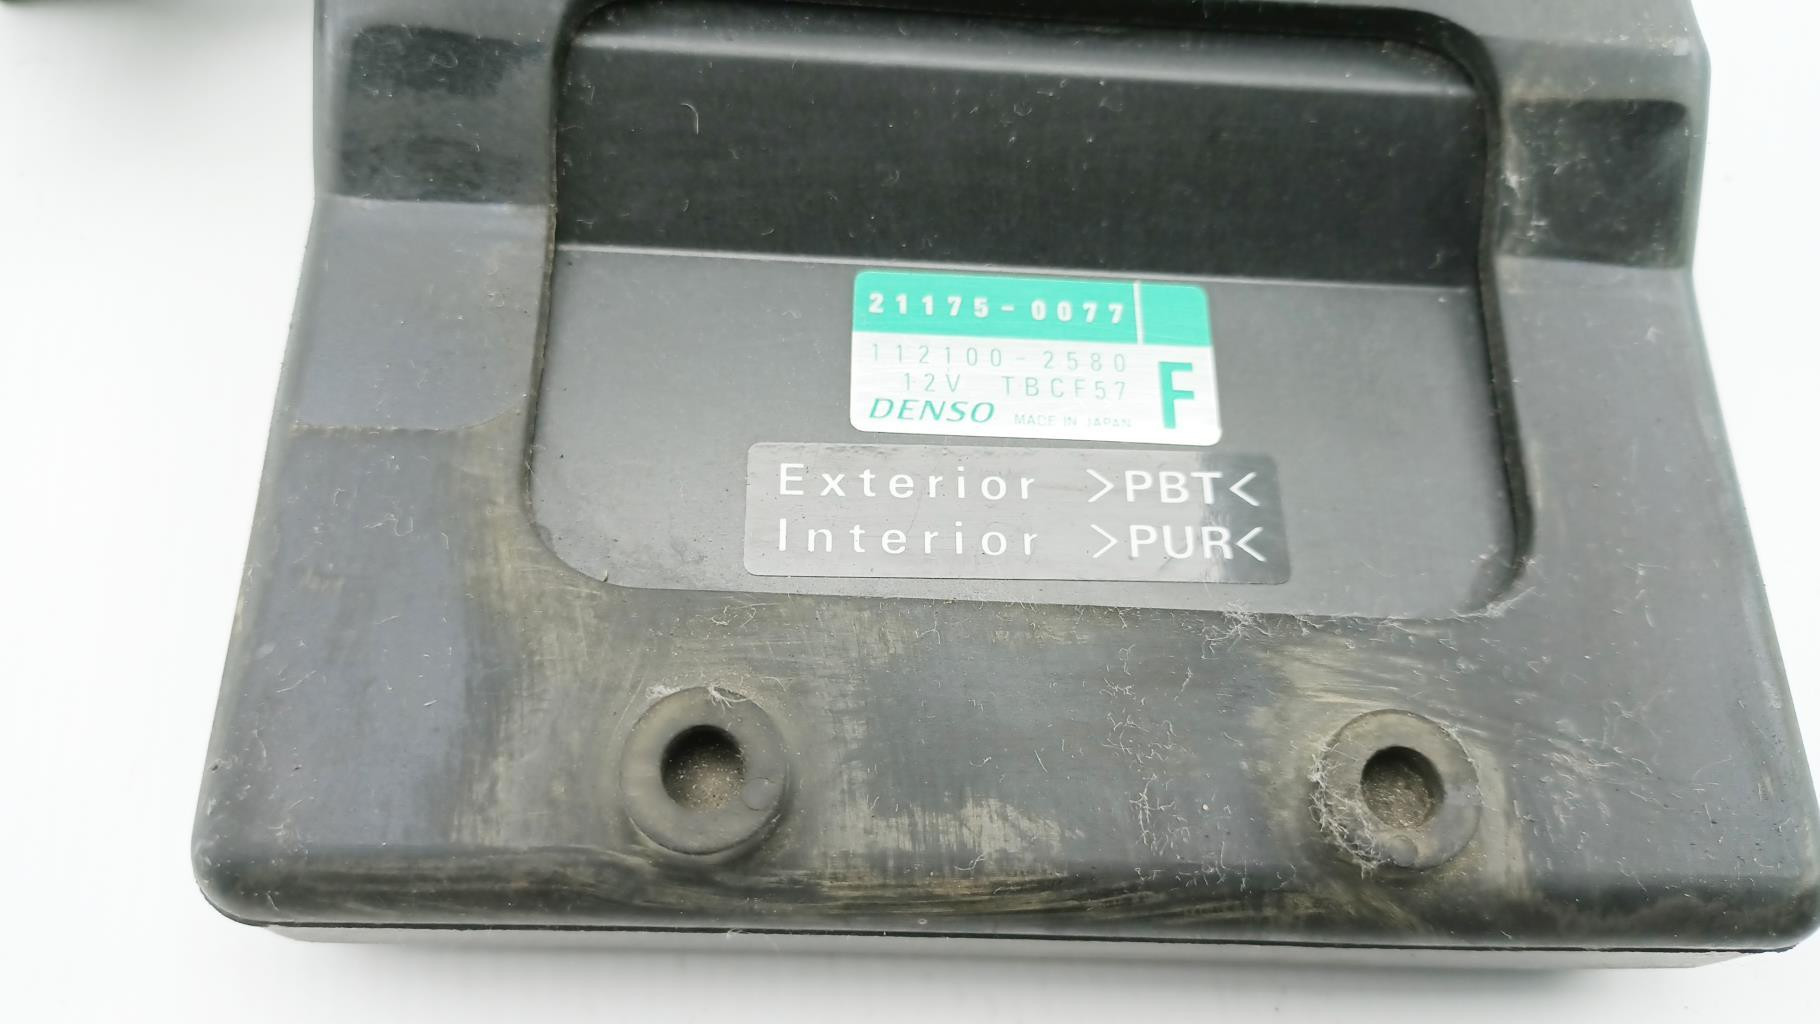 21175-0077
112100-2580
12V TBCF57
F
DENSO MADE IN JAPAN
Exterior >PBT<
Interior >PUR<